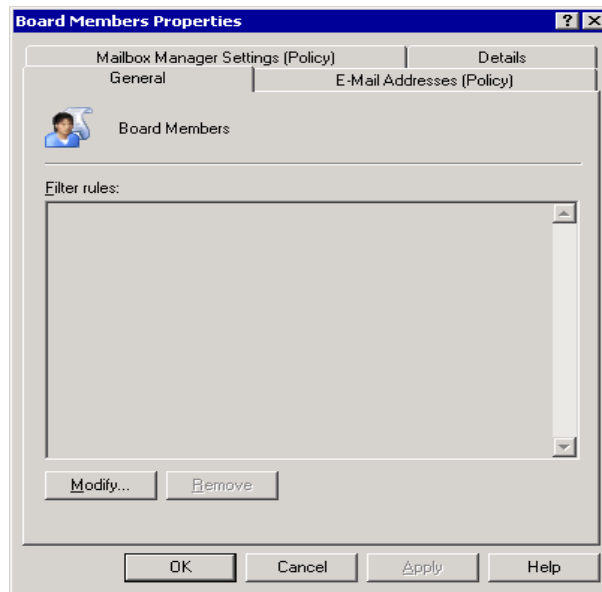 Board Members Properties
Mailbox Manager Settings (Policy)
Details
General
E-Mail Addresses (Policy)
Board Members
Filter rules:
Modify...
Remove
OK
Cancel
Apply
Help